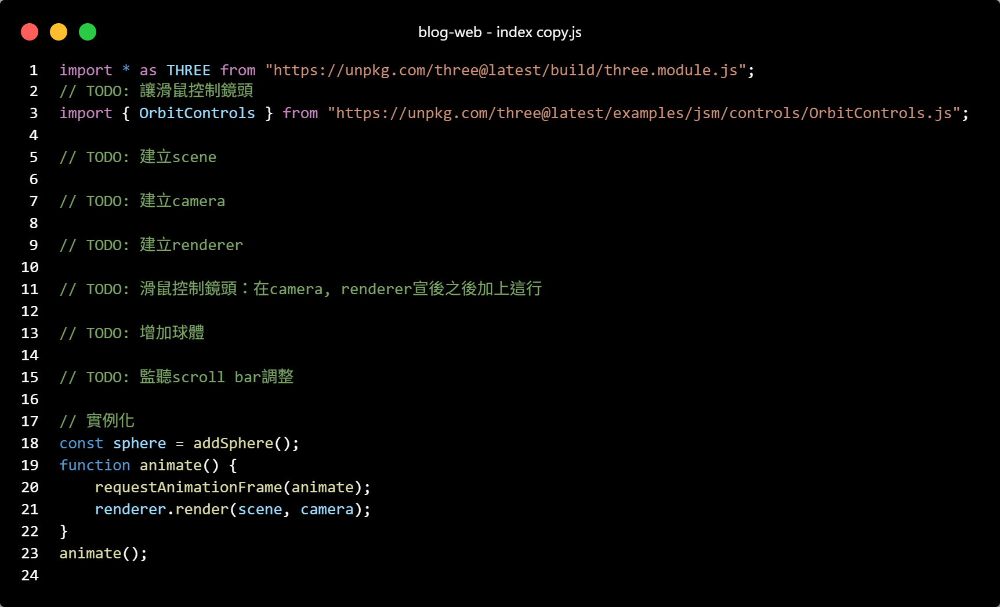 blog-web - index copy.js
1 import * as THREE from "https://unpkg.com/three@latest/build/three.module.js";
2 // TODO: 讓滑鼠控制鏡頭
3 import { OrbitControls } from "https://unpkg.com/three@latest/examples/jsm/controls/OrbitControls.js";
4
5 // TODO: 建立scene
6
7 // TODO: 建立camera
8
9 // TODO: 建立renderer
10
11 // TODO: 滑鼠控制鏡頭：在camera, renderer宣後之後加上這行
12
13 // TODO: 增加球體
14
15 // TODO: 監聽scroll bar調整
16
17 // 實例化
18 const sphere = addSphere();
19 function animate() {
20     requestAnimationFrame(animate);
21     renderer.render(scene, camera);
22 }
23 animate();
24